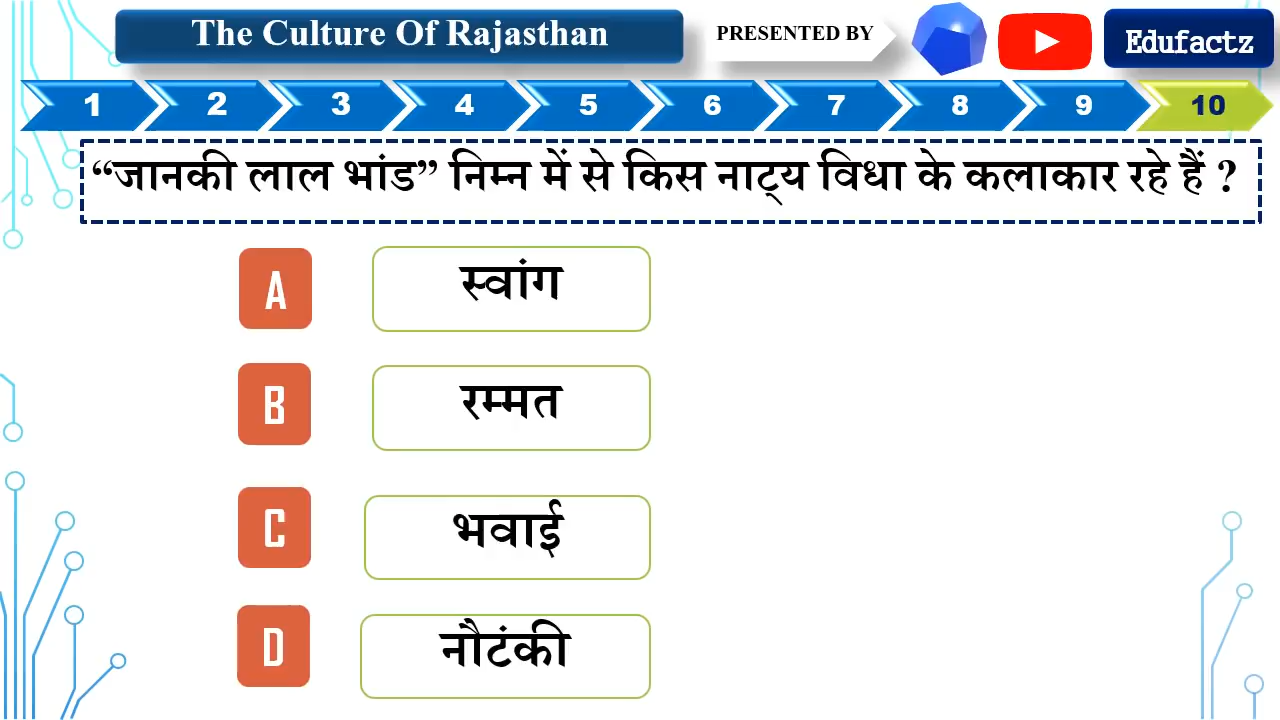 The Culture Of Rajasthan
PRESENTED BY
Edufactz
1 2 3 4 5 6 7 8 9 10
“जानकी लाल भांड” निम्न में से किस नाट्य विधा के कलाकार रहे हैं ?
A स्वांग
B रम्मत
C भवाई
D नौटंकी